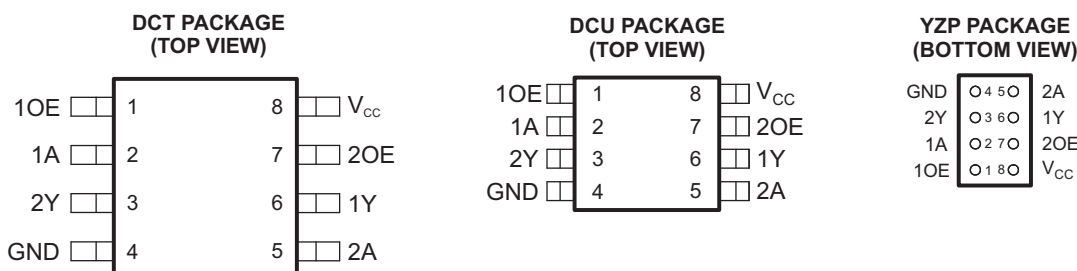 DCT PACKAGE
(TOP VIEW)
1OE 1 8 VCC
1A 2 7 2OE
2Y 3 6 1Y
GND 4 5 2A
DCU PACKAGE
(TOP VIEW)
1OE 1 8 VCC
1A 2 7 2OE
2Y 3 6 1Y
GND 4 5 2A
YZP PACKAGE
(BOTTOM VIEW)
GND 4 5 2A
2Y 3 6 1Y
1A 2 7 2OE
1OE 1 8 VCC